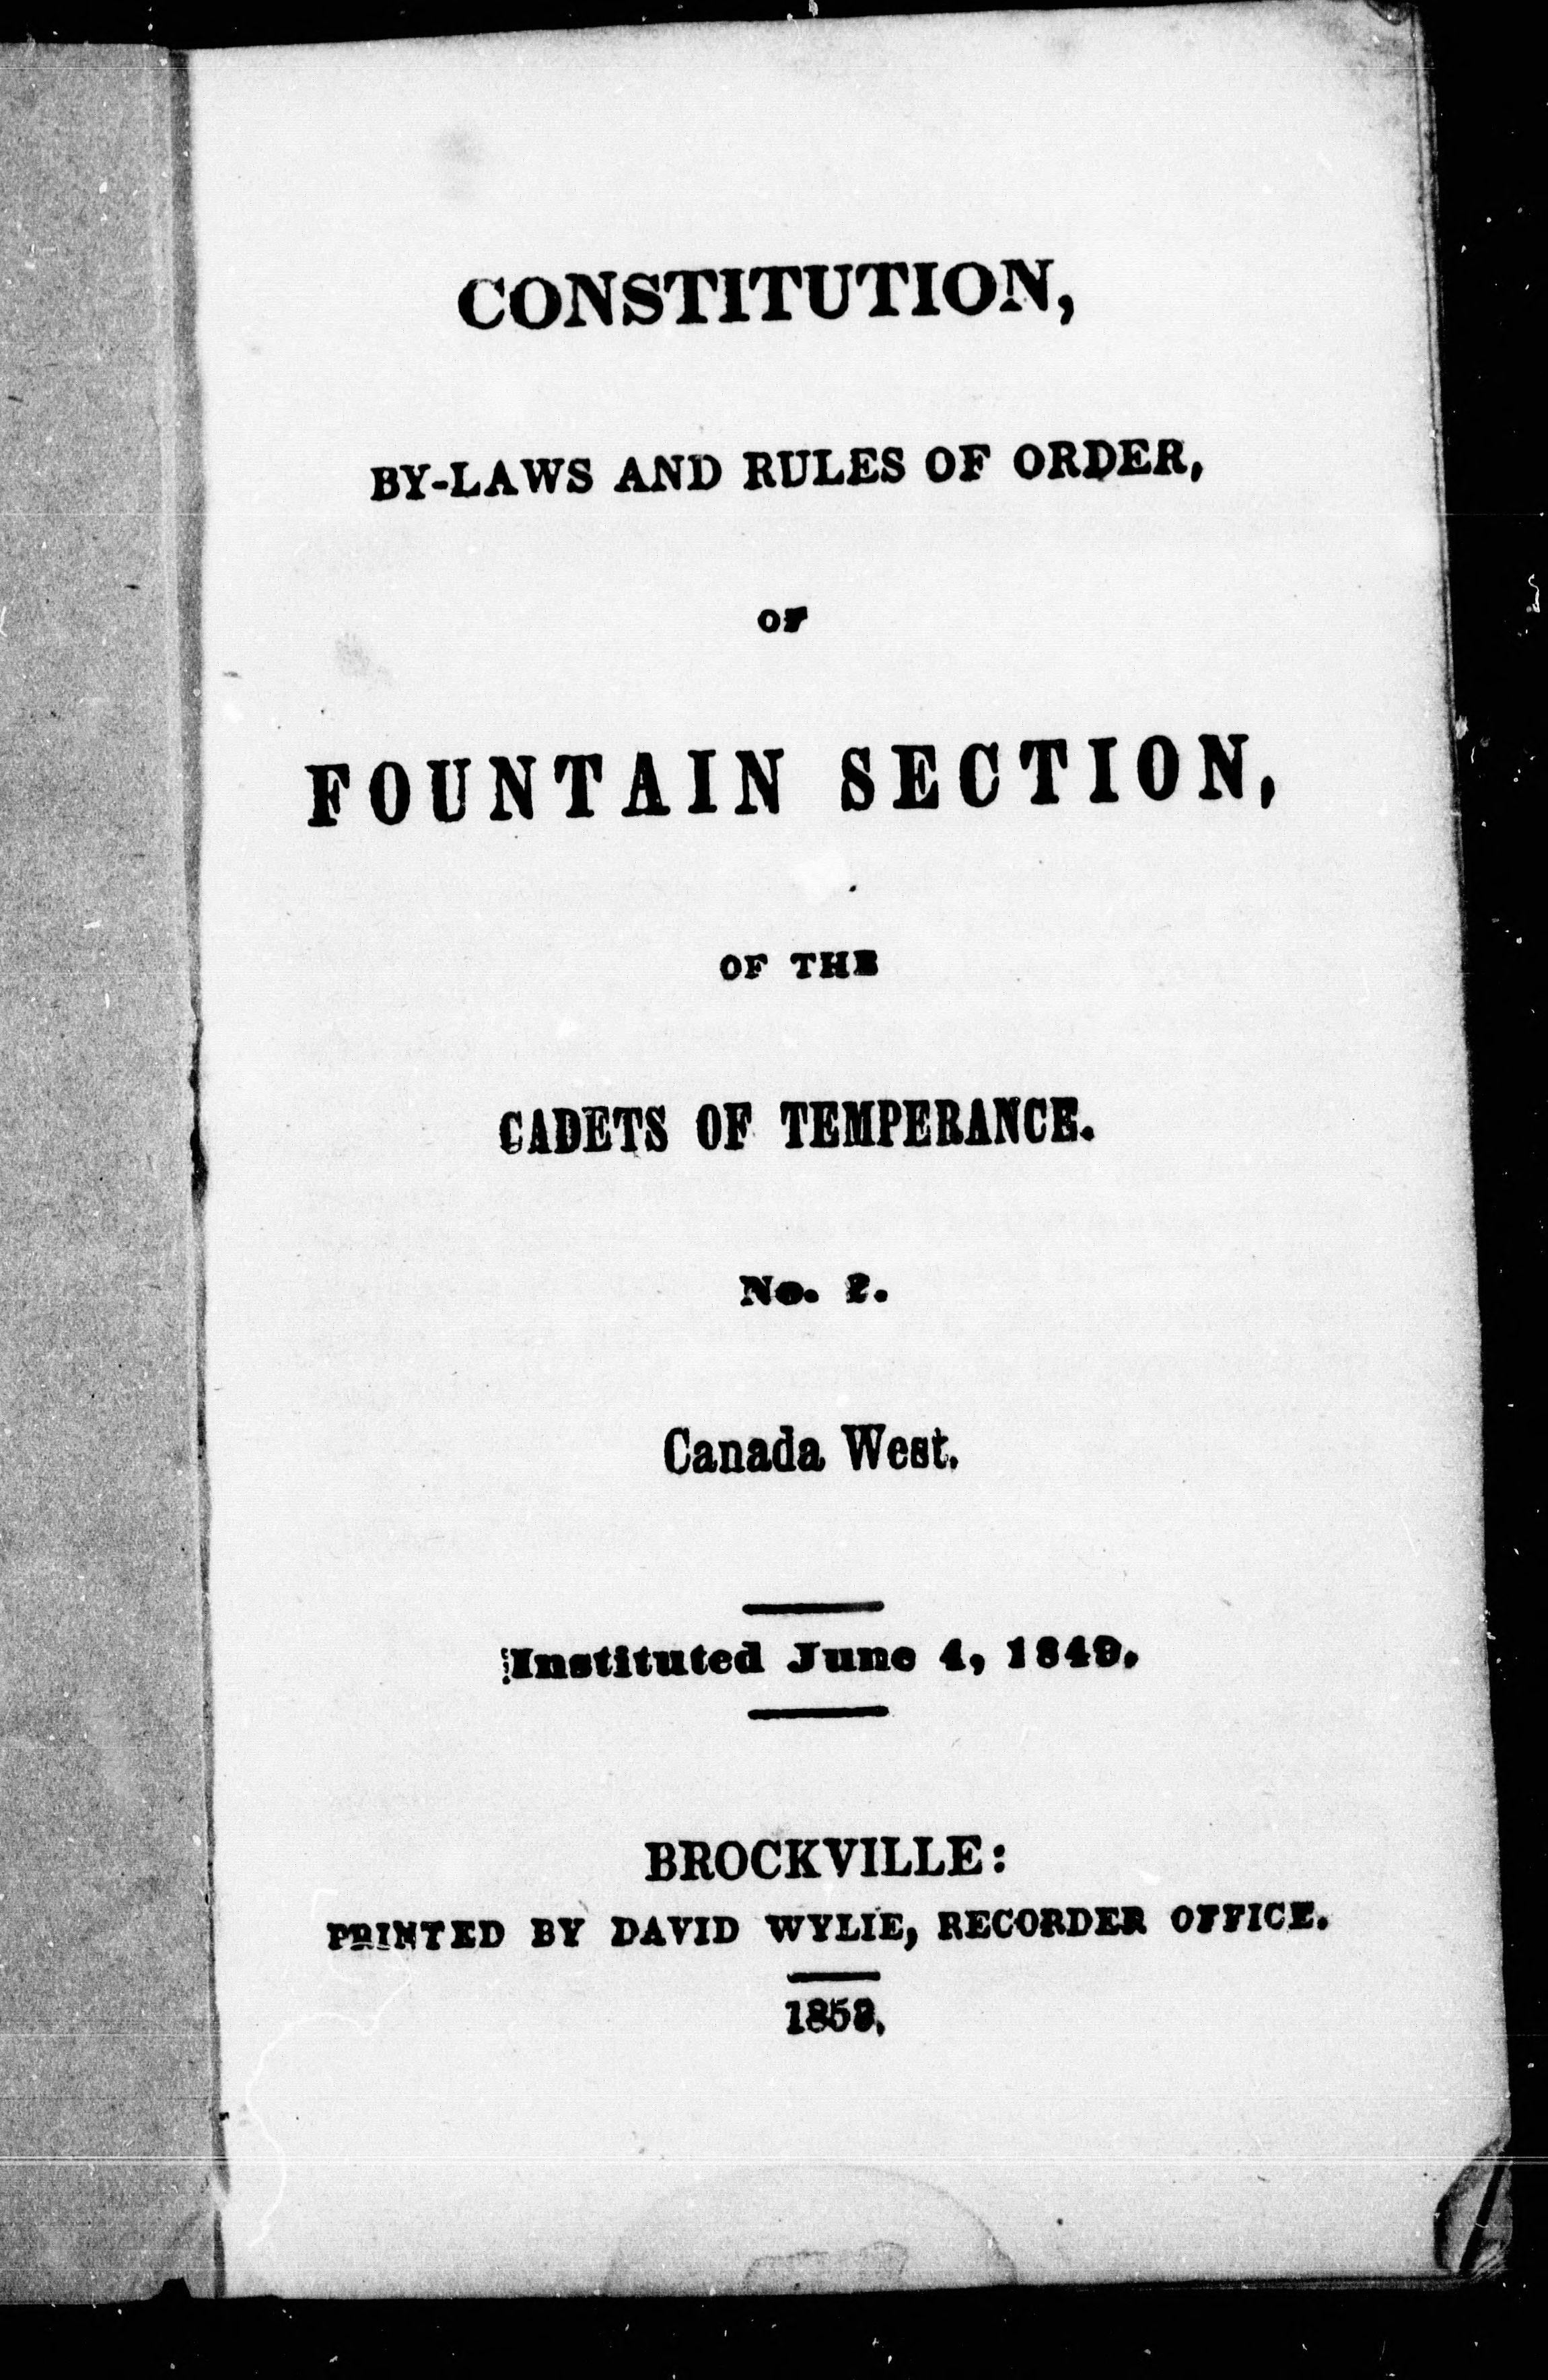 CONSTITUTION,
BY-LAWS AND RULES OF ORDER,
OF
FOUNTAIN SECTION,
OF THE
CADETS OF TEMPERANCE.
No. 2.
Canada West.
Instituted June 4, 1849.
BROCKVILLE:
PRINTED BY DAVID WYLIE, RECORDER OFFICE.